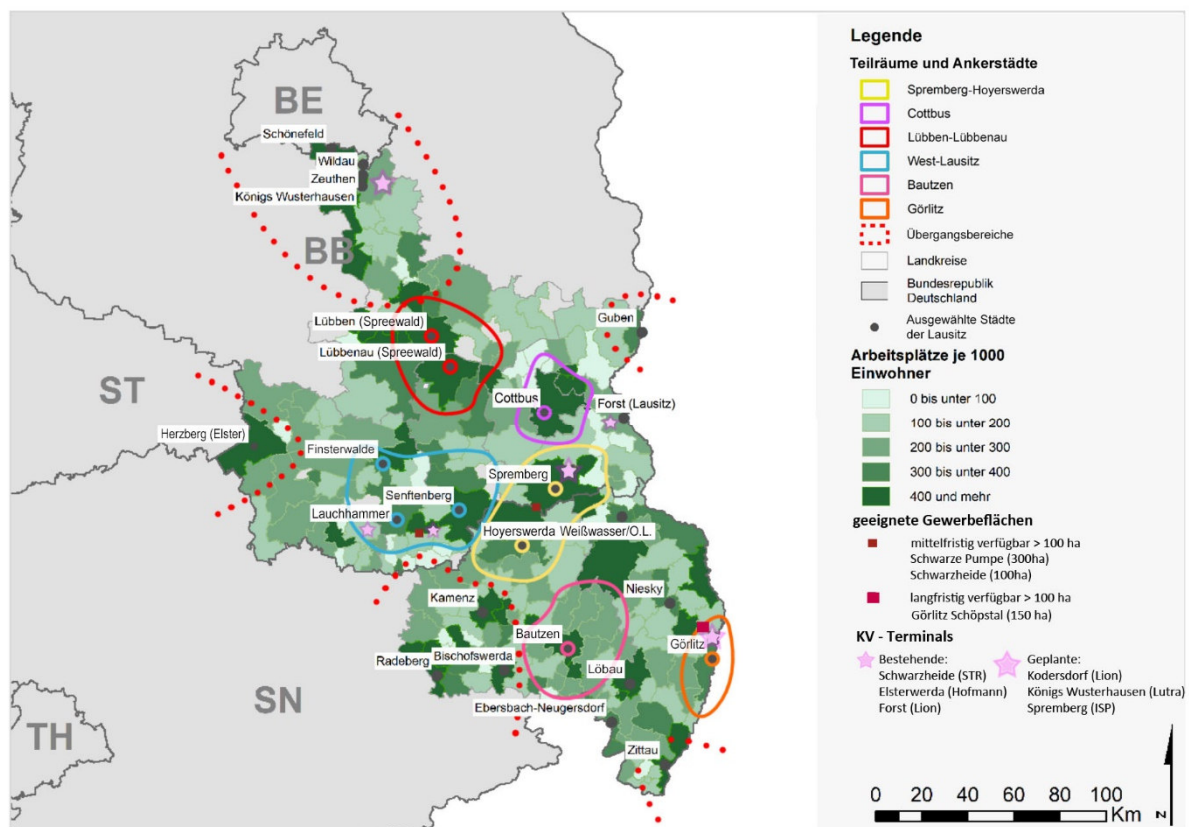 BE
Schönefeld
Wildau
Zeuthen
Königs Wusterhausen
BB
Lübben (Spreewald)
Guben
Lübbenau (Spreewald)
ST
Cottbus
Forst (Lausitz)
Herzberg (Elster)
Finsterwalde
Spremberg
Senftenberg
Lauchhammer
Hoyerswerda
Weißwasser/O.L.
Niesky
Kamenz
Bautzen
Görlitz
Radeberg
Bischofswerda
Löbau
SN
Ebersbach-Neugersdorf
TH
Zittau
Legende
Teilräume und Ankerstädte
Spremberg-Hoyerswerda
Cottbus
Lübben-Lübbenau
West-Lausitz
Bautzen
Görlitz
Übergangsbereiche
Landkreise
Bundesrepublik
Deutschland
Ausgewählte Städte
der Lausitz
Arbeitsplätze je 1000
Einwohner
0 bis unter 100
100 bis unter 200
200 bis unter 300
300 bis unter 400
400 und mehr
geeignete Gewerbeflächen
mittelfristig verfügbar > 100 ha
Schwarze Pumpe (300ha)
Schwarzheide (100ha)
langfristig verfügbar > 100 ha
Görlitz Schöpstal (150 ha)
KV - Terminals
Bestehende:
Schwarzheide (STR)
Elsterwerda (Hofmann)
Forst (Lion)
Geplante:
Kodersdorf (Lion)
Königs Wusterhausen (Lutra)
Spremberg (ISP)
0 20 40 60 80 100
Km
N